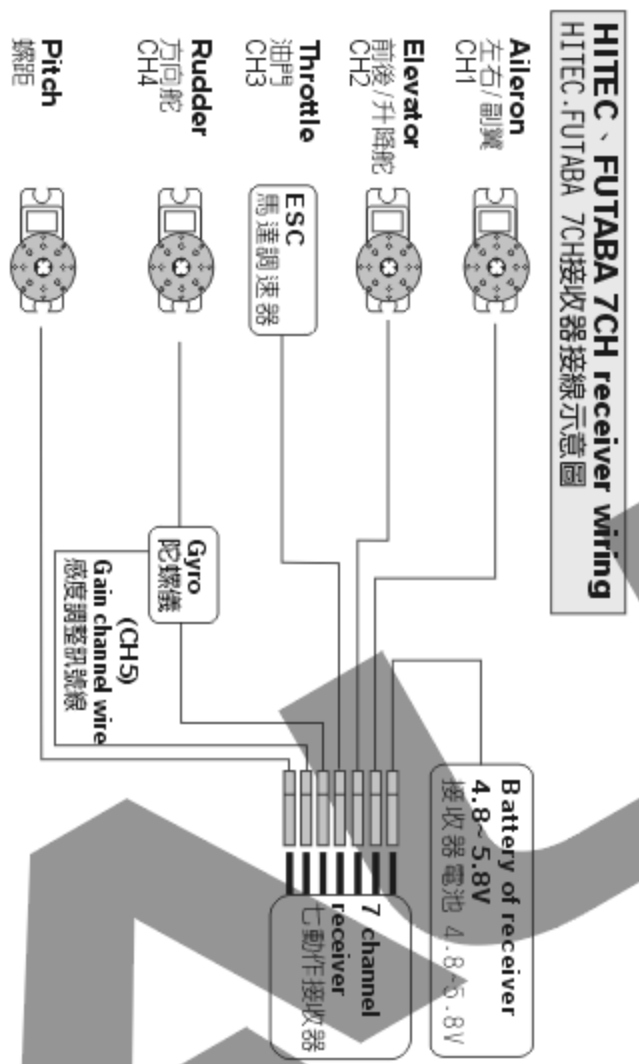 HITEC、FUTABA 7CH receiver wiring
HITEC.FUTABA 7CH接收器接線示意圖
Aileron
左右/副翼
CH1
Elevator
前後/升降舵
CH2
Throttle
油門
CH3
Rudder
方向舵
CH4
Pitch
螺距
ESC
馬達調速器
Gyro
陀螺儀
(CH5)
Gain channel wire
感度調整訊號線
Battery of receiver
4.8~5.8V
接收器電池 4.8~5.8V
7 channel
receiver
七動作接收器